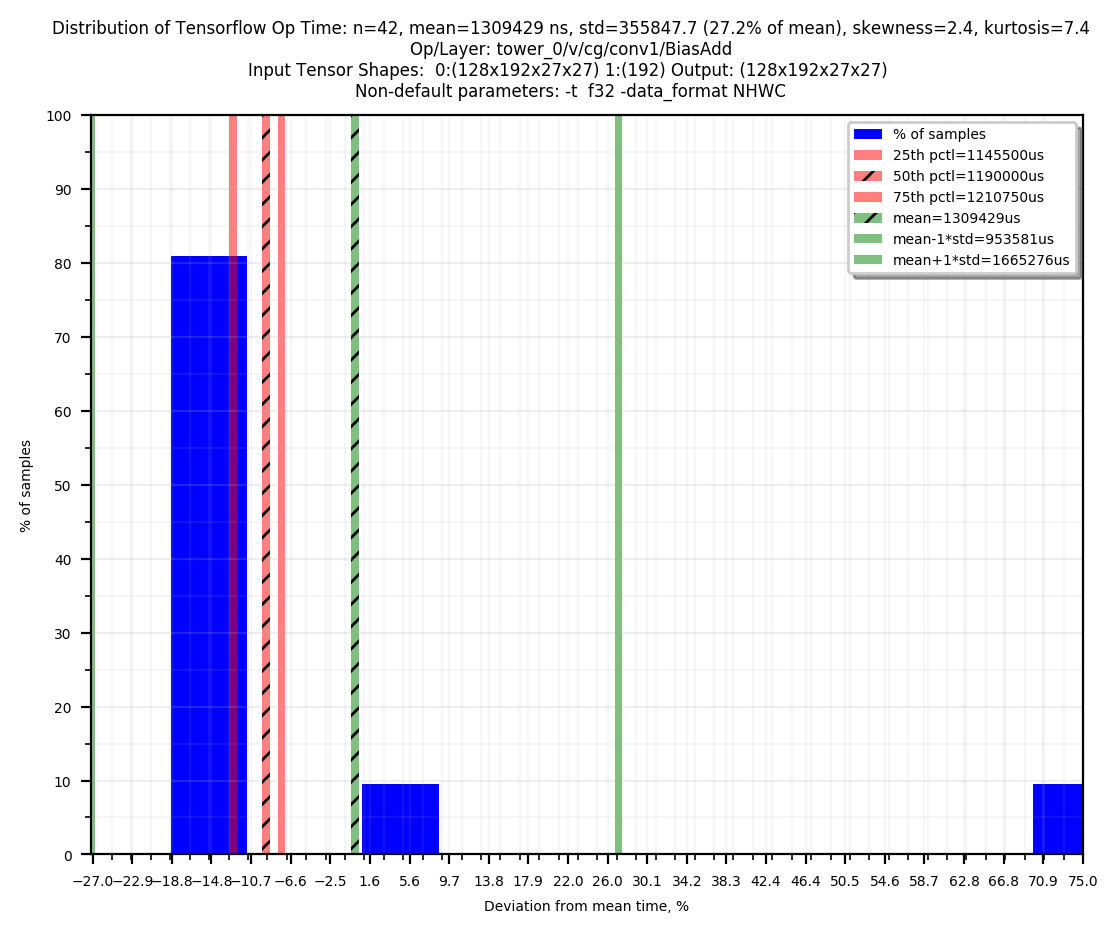 Distribution of Tensorflow Op Time: n=42, mean=1309429 ns, std=355847.7 (27.2% of mean), skewness=2.4, kurtosis=7.4
Op/Layer: tower_0/v/cg/conv1/BiasAdd
Input Tensor Shapes:  0:(128x192x27x27) 1:(192) Output: (128x192x27x27)
Non-default parameters: -t  f32 -data_format NHWC
% of samples
25th pctl=1145500us
50th pctl=1190000us
75th pctl=1210750us
mean=1309429us
mean-1*std=953581us
mean+1*std=1665276us
100
90
80
70
60
50
40
30
20
10
0
% of samples
−27.0 −22.9 −18.8 −14.8 −10.7 −6.6 −2.5 1.6 5.6 9.7 13.8 17.9 22.0 26.0 30.1 34.2 38.3 42.4 46.4 50.5 54.6 58.7 62.8 66.8 70.9 75.0
Deviation from mean time, %